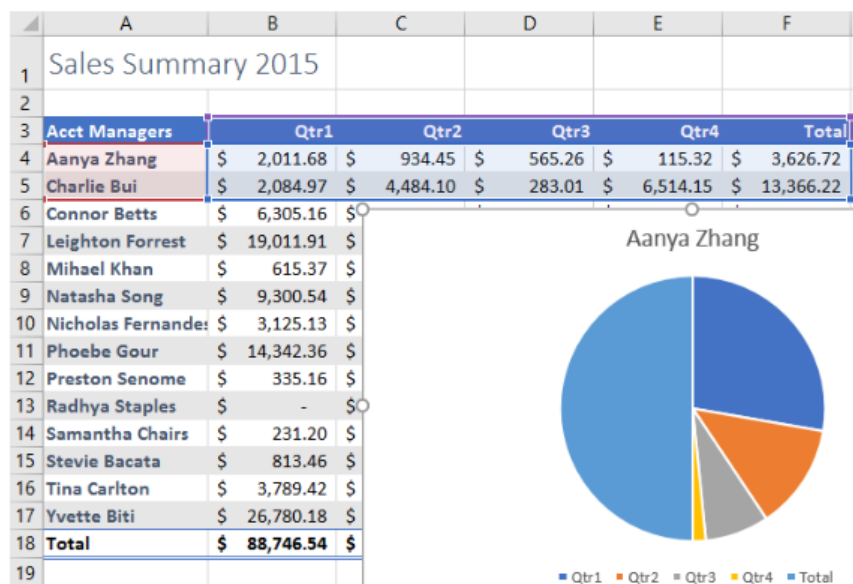 A B C D E F
1 Sales Summary 2015
2
3 Acct Managers Qtr1 Qtr2 Qtr3 Qtr4 Total
4 Aanya Zhang $ 2,011.68 $ 934.45 $ 565.26 $ 115.32 $ 3,626.72
5 Charlie Bui $ 2,084.97 $ 4,484.10 $ 283.01 $ 6,514.15 $ 13,366.22
6 Connor Betts $ 6,305.16 $
7 Leighton Forrest $ 19,011.91 $
8 Mihael Khan $ 615.37 $
9 Natasha Song $ 9,300.54 $
10 Nicholas Fernande $ 3,125.13 $
11 Phoebe Gour $ 14,342.36 $
12 Preston Senome $ 335.16 $
13 Radhya Staples $ - $
14 Samantha Chairs $ 231.20 $
15 Stevie Bacata $ 813.46 $
16 Tina Carlton $ 3,789.42 $
17 Yvette Biti $ 26,780.18 $
18 Total $ 88,746.54 $
19
Aanya Zhang
Qtr1 Qtr2 Qtr3 Qtr4 Total